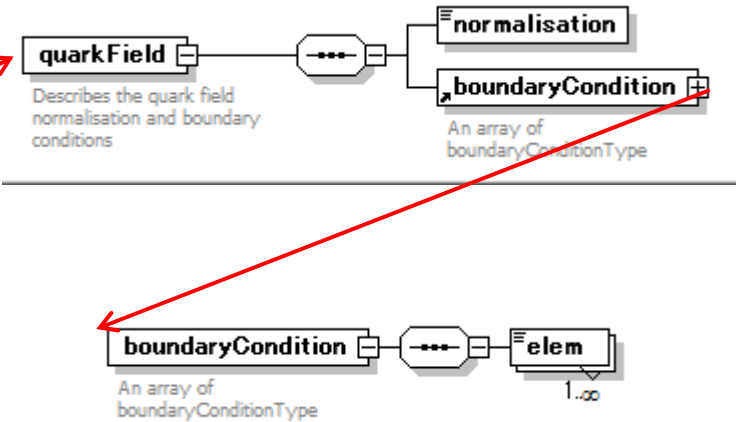 normalisation
quarkField
boundaryCondition
Describes the quark field
normalisation and boundary
conditions
An array of
boundaryConditionType
boundaryCondition
elem
1..∞
An array of
boundaryConditionType